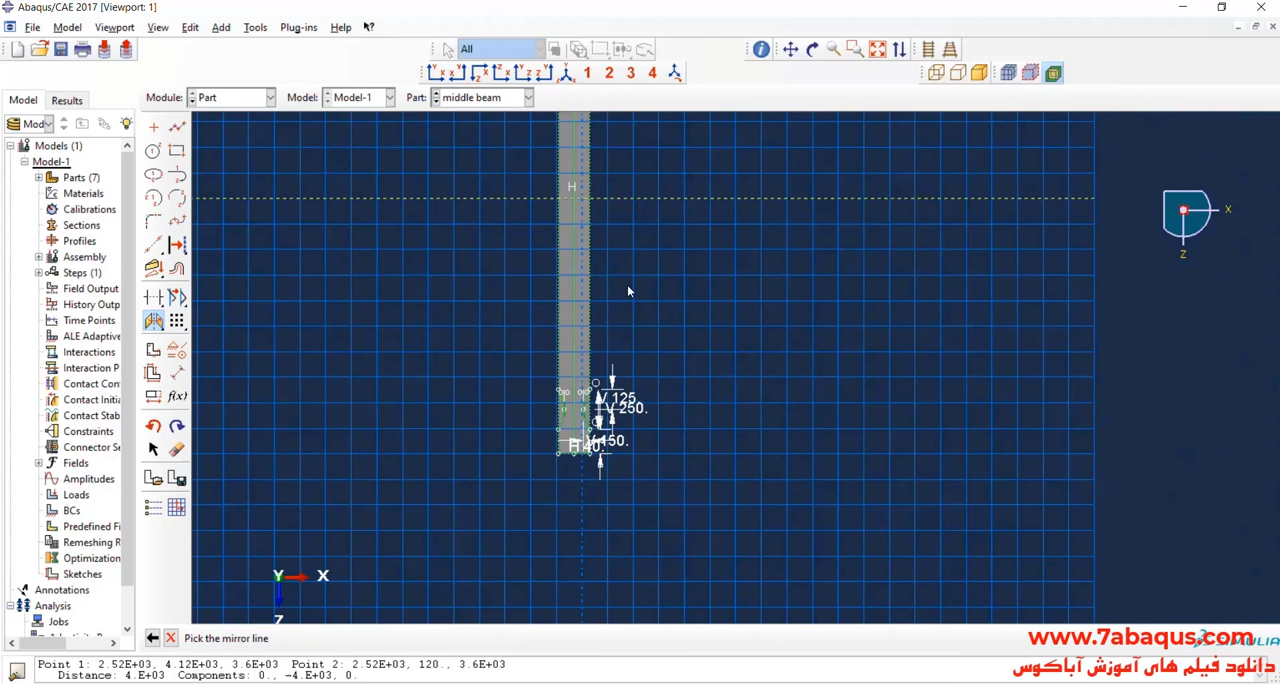 Abaqus/CAE 2017 [Viewport: 1]
File Model Viewport View Edit Add Tools Plug-ins Help
All
1 2 3 4
Model Results
Module: Part Model: Model-1 Part: middle beam
Mod
Models (1)
Model-1
Parts (7)
Materials
Calibrations
Sections
Profiles
Assembly
Steps (1)
Field Output
History Outp
Time Points
ALE Adaptive
Interactions
Interaction P
Contact Con
Contact Initia
Contact Stab
Constraints
Connector Se
Fields
Amplitudes
Loads
BCs
Predefined Fi
Remeshing R
Optimization
Sketches
Annotations
Analysis
Jobs
f(x)
H
V 125.
V 250.
V 150.
H 40.
X
Z
Y X
Z
Pick the mirror line
www.7abaqus.com
دانلود فیلم های آموزش آباکوس
Point 1: 2.52E+03, 4.12E+03, 3.6E+03 Point 2: 2.52E+03, 120., 3.6E+03
Distance: 4.E+03 Components: 0., -4.E+03, 0.